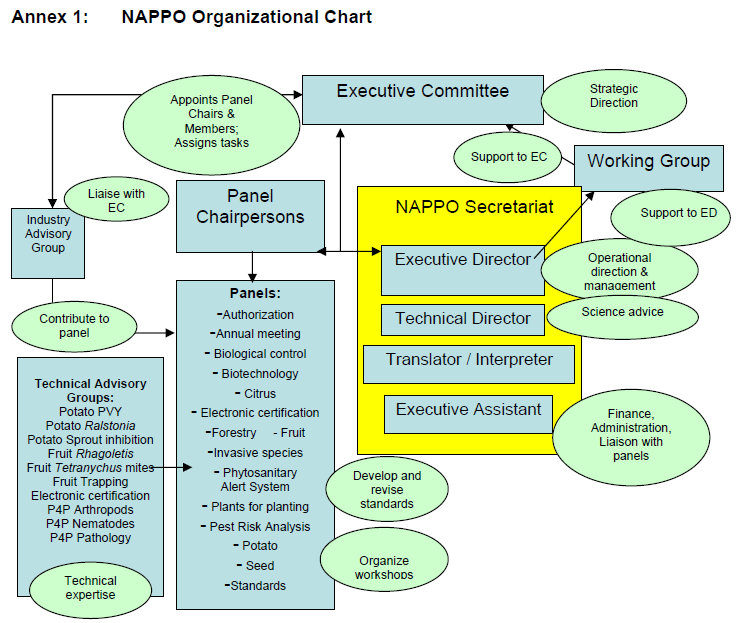 Annex 1: NAPPO Organizational Chart
Executive Committee
Strategic
Direction
Appoints Panel
Chairs &
Members;
Assigns tasks
Support to EC
Working Group
Liaise with
EC
Panel
Chairpersons
NAPPO Secretariat
Support to ED
Industry
Advisory
Group
Executive Director
Operational
direction &
management
Technical Director
Science advice
Translator / Interpreter
Executive Assistant
Finance,
Administration,
Liaison with
panels
Contribute to
panel
Panels:
-Authorization
-Annual meeting
- Biological control
- Biotechnology
- Citrus
- Electronic certification
-Forestry - Fruit
-Invasive species
- Phytosanitary
Alert System
- Plants for planting
- Pest Risk Analysis
- Potato
- Seed
-Standards
Technical Advisory
Groups:
Potato PVY
Potato Ralstonia
Potato Sprout inhibition
Fruit Rhagoletis
Fruit Tetranychus mites
Fruit Trapping
Electronic certification
P4P Arthropods
P4P Nematodes
P4P Pathology
Technical
expertise
Develop and
revise
standards
Organize
workshops